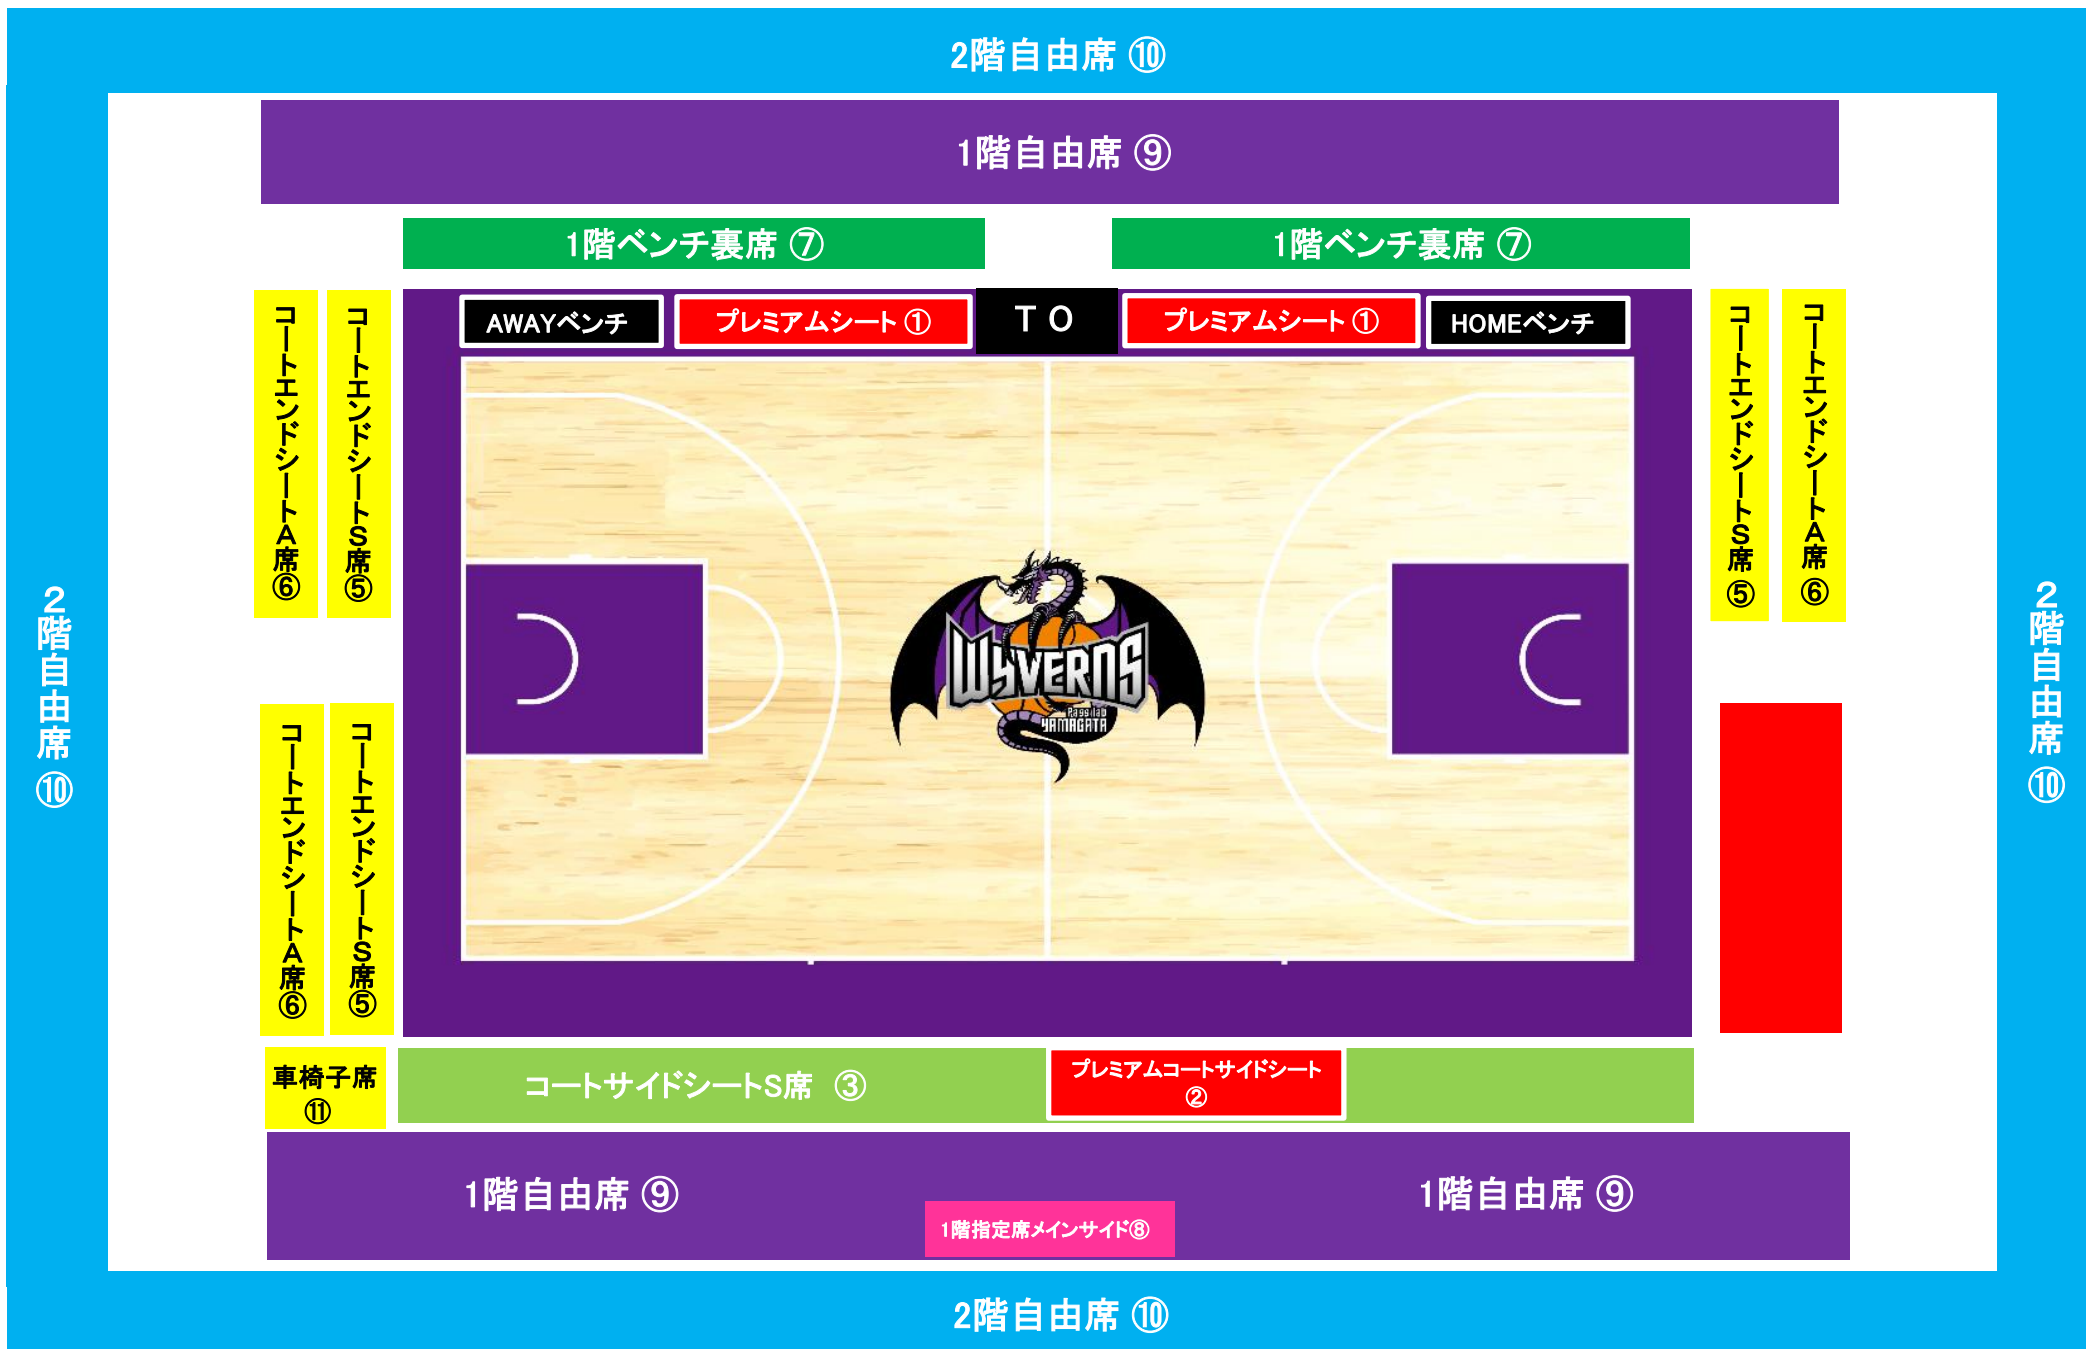 2階自由席 ⑩
1階自由席 ⑨
1階ベンチ裏席 ⑦
1階ベンチ裏席 ⑦
AWAYベンチ
プレミアムシート ①
ＴＯ
プレミアムシート ①
HOMEベンチ
コートエンドシートA席⑥
コートエンドシートS席⑤
コートエンドシートS席⑤
コートエンドシートA席⑥
2階自由席 ⑩
2階自由席 ⑩
WYVERNS
Passlab
YAMAGATA
コートエンドシートA席⑥
コートエンドシートS席⑤
車椅子席
⑪
コートサイドシートS席 ③
プレミアムコートサイドシート
②
1階自由席 ⑨
1階自由席 ⑨
1階指定席メインサイド⑧
2階自由席 ⑩